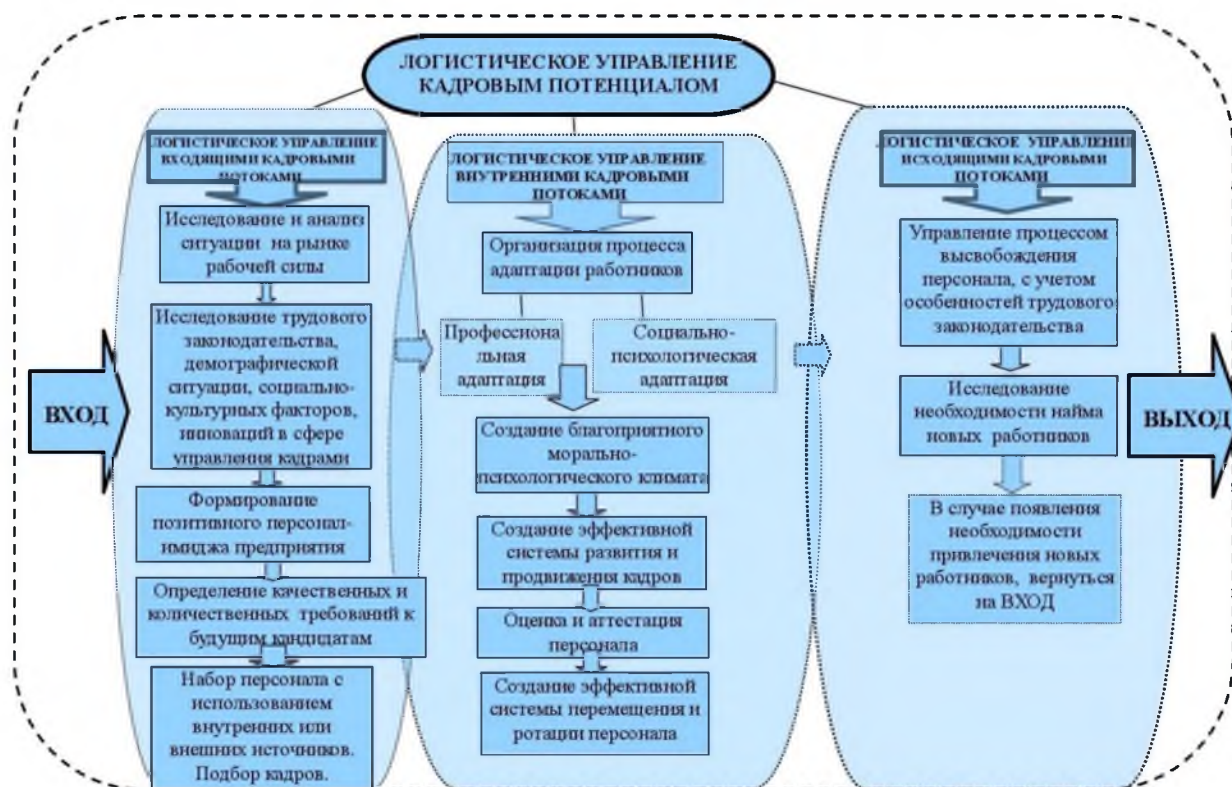 ЛОГИСТИЧЕСКОЕ УПРАВЛЕНИЕ
КАДРОВЫМ ПОТЕНЦИАЛОМ
ВХОД
ЛОГИСТИЧЕСКОЕ УПРАВЛЕНИЕ
ВХОДЯЩИМИ КАДРОВЫМИ
ПОТОКАМИ
Исследование и анализ
ситуации на рынке
рабочей силы
Исследование трудового
законодательства,
демографической
ситуации, социально-
культурных факторов,
инноваций в сфере
управления кадрами
Формирование
позитивного персонал-
имиджа предприятия
Определение качественных и
количественных требований к
будущим кандидатам
Набор персонала с
использованием
внутренних или
внешних источников.
Подбор кадров.
ЛОГИСТИЧЕСКОЕ УПРАВЛЕНИЕ
ВНУТРЕННИМИ КАДРОВЫМИ
ПОТОКАМИ
Организация процесса
адаптации работников
Профессиона
льная
адаптация
Социально-
психологическая
адаптация
Создание благоприятного
морально-
психологического климата
Создание эффективной
системы развития и
продвижения кадров
Оценка и аттестация
персонала
Создание эффективной
системы перемещения и
ротации персонала
ЛОГИСТИЧЕСКОЕ УПРАВЛЕНИЕ
ИСХОДЯЩИМИ КАДРОВЫМИ
ПОТОКАМИ
Управление процессом
высвобождения
персонала, с учетом
особенностей трудового
законодательства
Исследование
необходимости найма
новых работников
В случае появления
необходимости
привлечения новых
работников, вернуться
на ВХОД
ВЫХОД